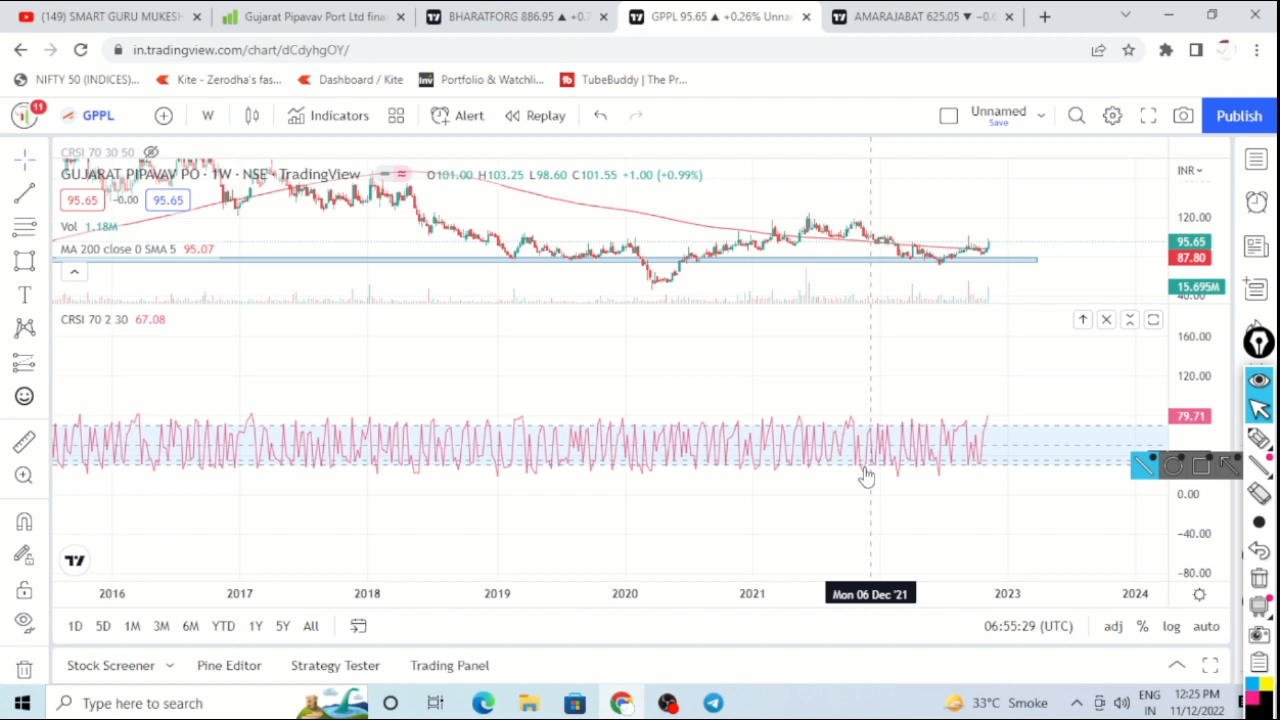 (149) SMART GURU MUKESH
Gujarat Pipavav Port Ltd fina
BHARATFORG 886.95 ▲ +0.7
GPPL 95.65 ▲ +0.26% Unna
AMARAJABAT 625.05 ▼ −0.6
in.tradingview.com/chart/dCdyhgOY/
NIFTY 50 (INDICES)...
Kite - Zerodha's fas...
Dashboard / Kite
Portfolio & Watchli...
TubeBuddy | The Pr...
11
GPPL
W
Indicators
Alert
Replay
Unnamed
Save
Publish
CRSI 70 30 50
GUJARAT PIPAVAV PO · 1W · NSE · TradingView
O101.00 H103.25 L98.60 C101.55 +1.00 (+0.99%)
INR
95.65
-0.00
95.65
Vol 1.18M
MA 200 close 0 SMA 5 95.07
120.00
95.65
87.80
15.695M
40.00
CRSI 70 2 30 67.08
160.00
120.00
79.71
0.00
−40.00
−80.00
2016
2017
2018
2019
2020
2021
Mon 06 Dec '21
2023
2024
1D 5D 1M 3M 6M YTD 1Y 5Y All
06:55:29 (UTC)
adj % log auto
Stock Screener
Pine Editor
Strategy Tester
Trading Panel
Type here to search
33°C Smoke
ENG
IN
12:25 PM
11/12/2022